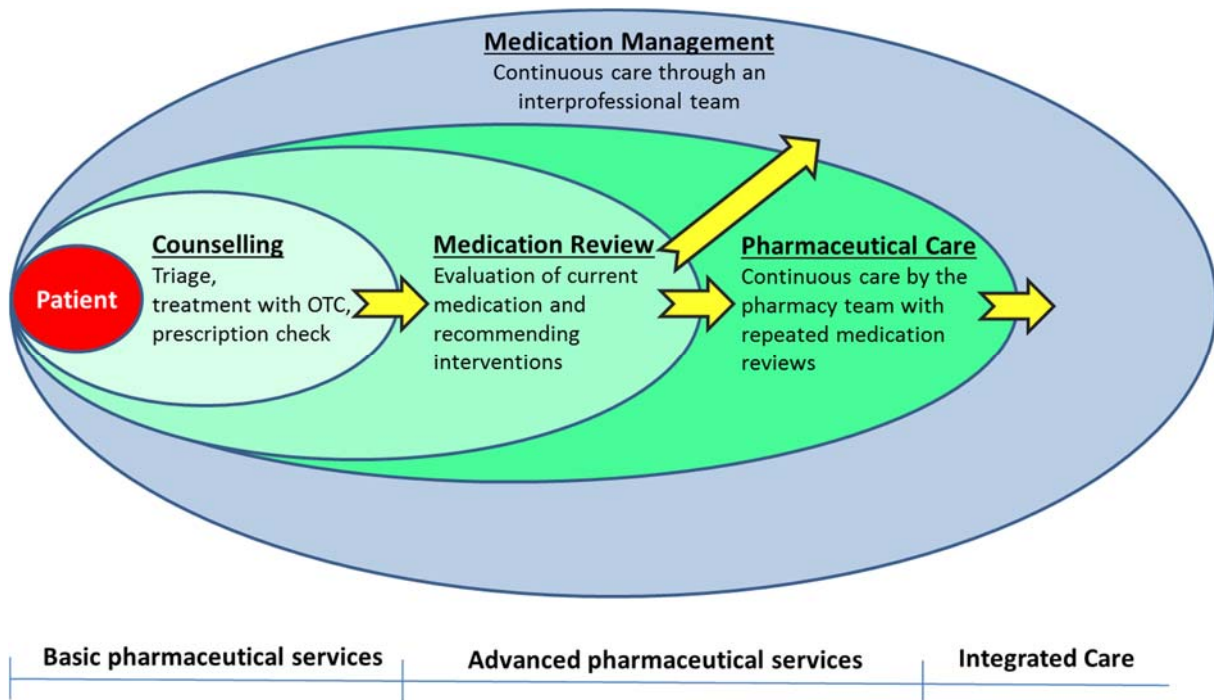 Medication Management
Continuous care through an
interprofessional team
Patient
Counselling
Triage,
treatment with OTC,
prescription check
Medication Review
Evaluation of current
medication and
recommending
interventions
Pharmaceutical Care
Continuous care by the
pharmacy team with
repeated medication
reviews
Basic pharmaceutical services
Advanced pharmaceutical services
Integrated Care